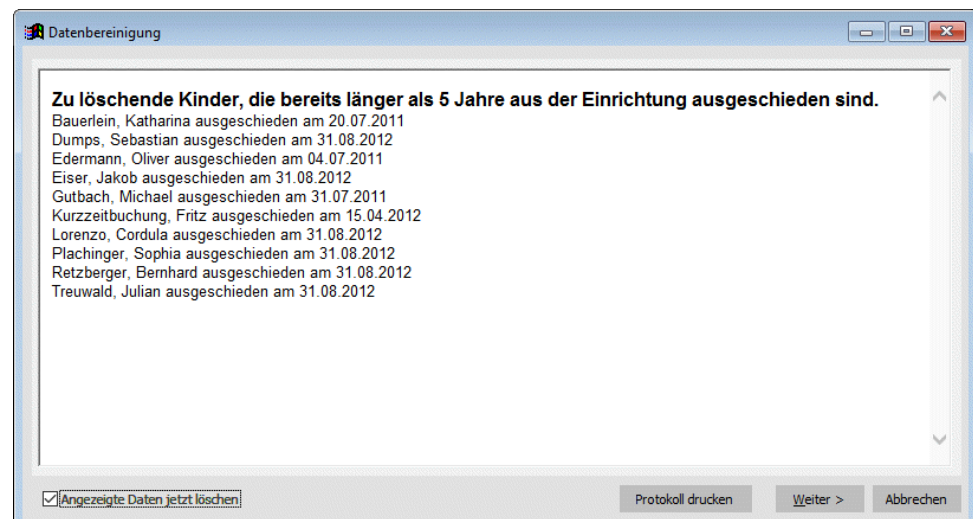 Datenbereinigung
Zu löschende Kinder, die bereits länger als 5 Jahre aus der Einrichtung ausgeschieden sind.
Bauerlein, Katharina ausgeschieden am 20.07.2011
Dumps, Sebastian ausgeschieden am 31.08.2012
Edermann, Oliver ausgeschieden am 04.07.2011
Eiser, Jakob ausgeschieden am 31.08.2012
Gutbach, Michael ausgeschieden am 31.07.2011
Kurzzeitbuchung, Fritz ausgeschieden am 15.04.2012
Lorenzo, Cordula ausgeschieden am 31.08.2012
Plachinger, Sophia ausgeschieden am 31.08.2012
Retzberger, Bernhard ausgeschieden am 31.08.2012
Treuwald, Julian ausgeschieden am 31.08.2012
Angezeigte Daten jetzt löschen
Protokoll drucken
Weiter >
Abbrechen